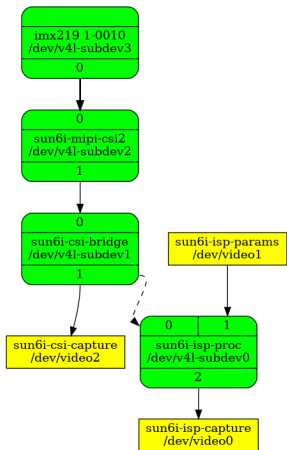 imx219 1-0010
/dev/v4l-subdev3
0
0
sun6i-mipi-csi2
/dev/v4l-subdev2
1
0
sun6i-csi-bridge
/dev/v4l-subdev1
1
sun6i-isp-params
/dev/video1
sun6i-csi-capture
/dev/video2
0 1
sun6i-isp-proc
/dev/v4l-subdev0
2
sun6i-isp-capture
/dev/video0